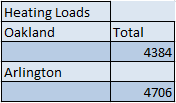 Heating Loads
Oakland Total
4384
Arlington
4706